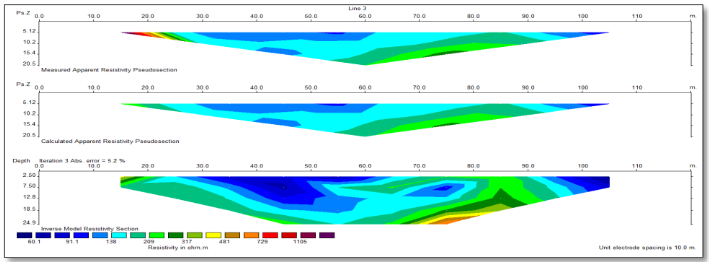 Line 3
Ps.Z 0.0 10.0 20.0 30.0 40.0 50.0 60.0 70.0 80.0 90.0 100 m.
5.12
10.2
15.4
20.5
Measured Apparent Resistivity Pseudosection
Ps.Z 0.0 10.0 20.0 30.0 40.0 50.0 60.0 70.0 80.0 90.0 100 m.
5.12
10.2
15.4
20.5
Calculated Apparent Resistivity Pseudosection
Depth Iteration 3 Abs. error = 5.2 %
0.0 10.0 20.0 30.0 40.0 50.0 60.0 70.0 80.0 90.0 100 m.
2.50
7.50
12.8
18.5
24.9
Inverse Model Resistivity Section
60.1 91.1 138 209 317 481 729 1105
Resistivity in ohm.m
Unit electrode spacing is 10.0 m.